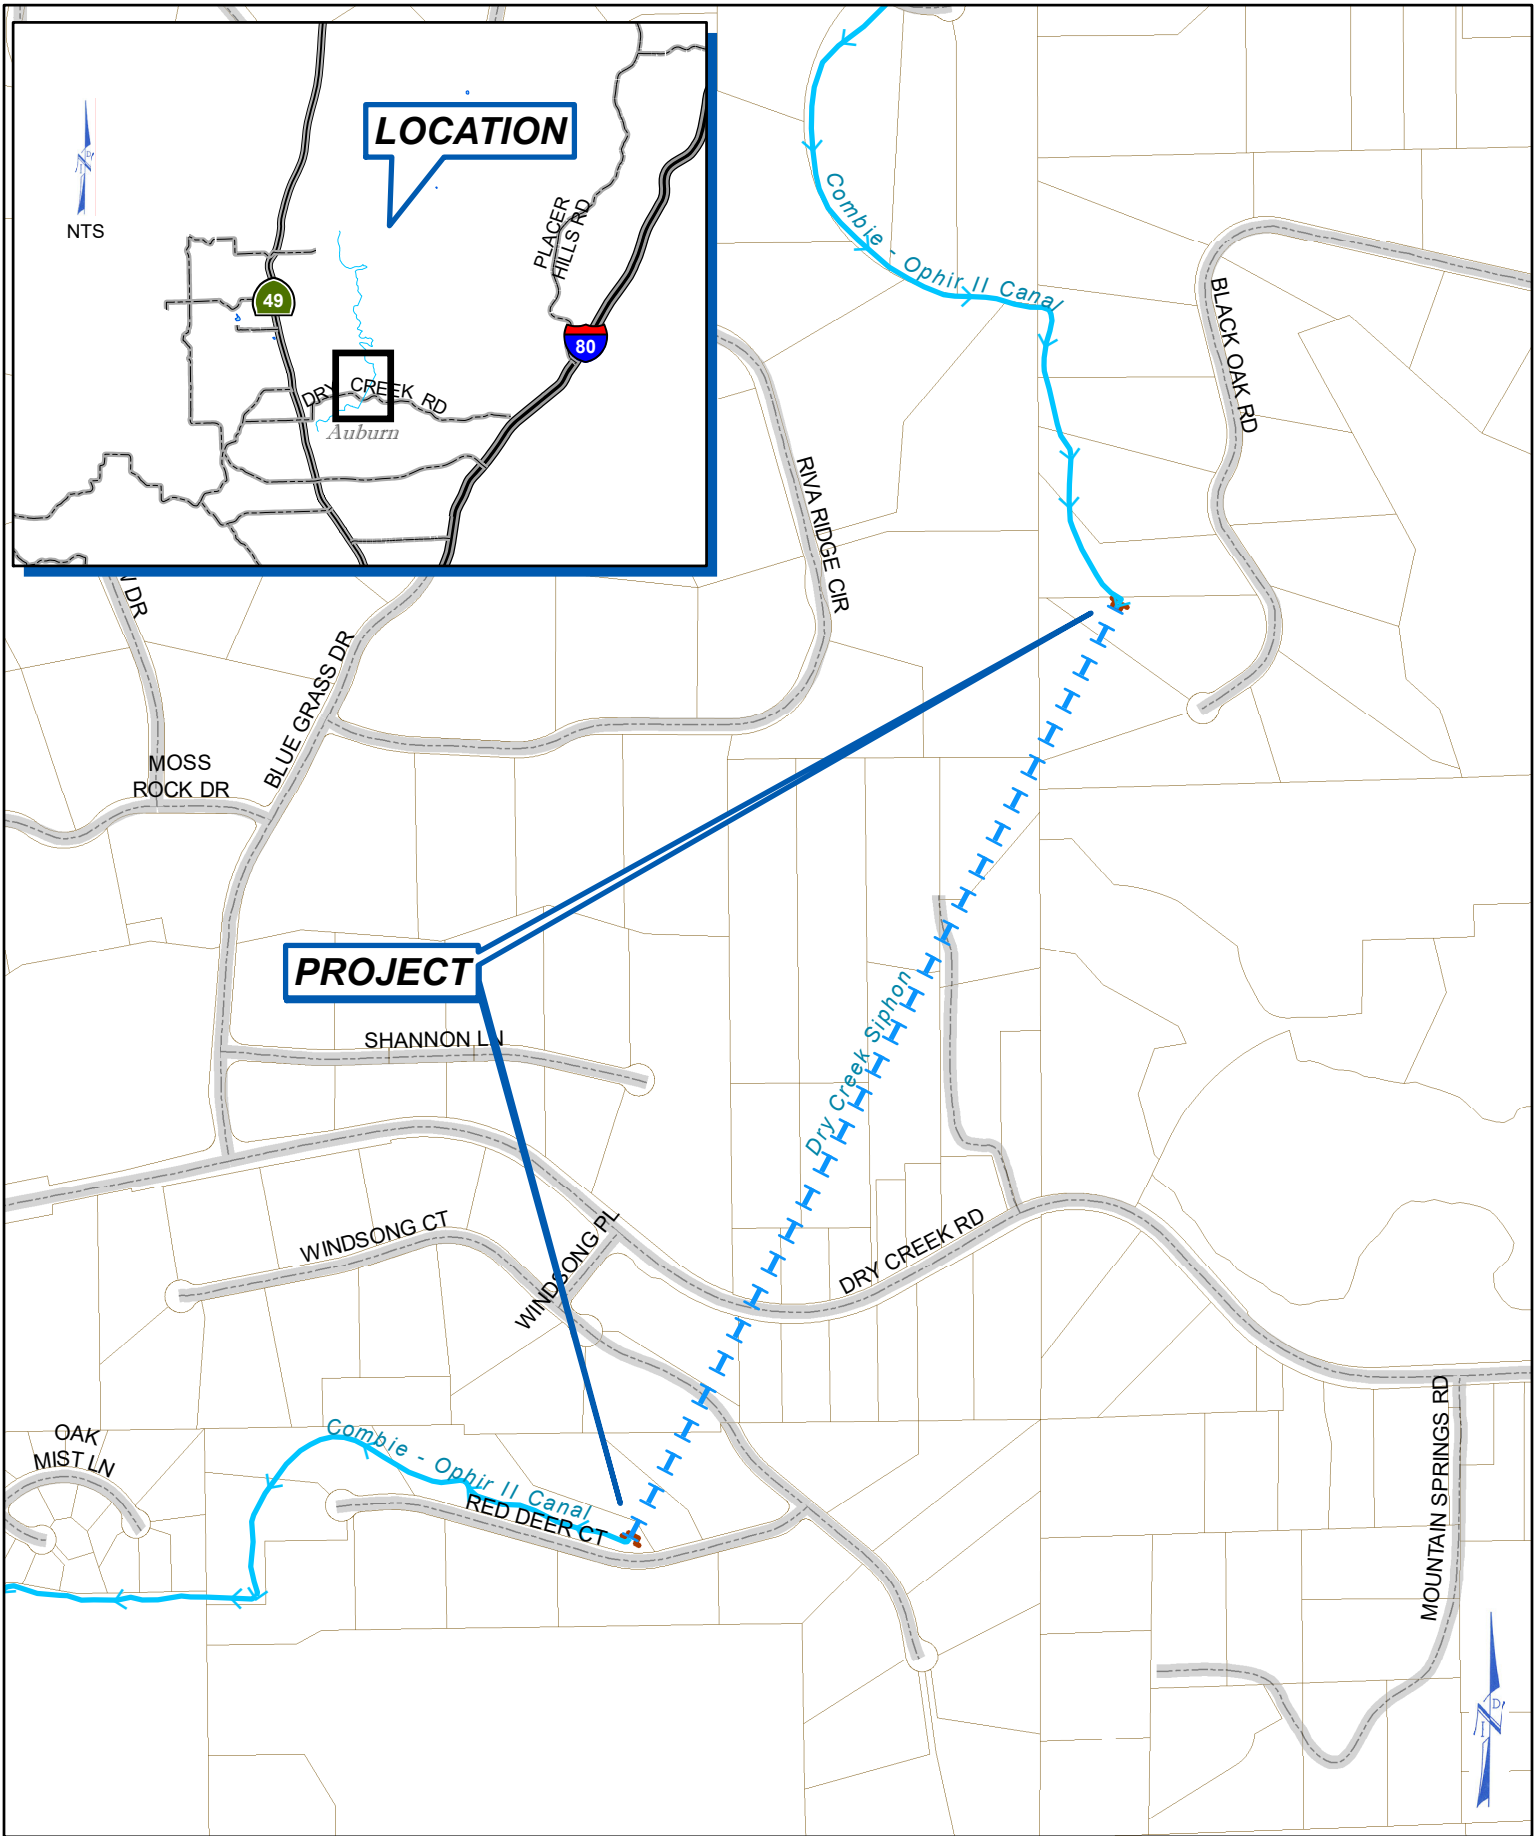 LOCATION
NTS
PLACER
HILLS RD
49
80
DRY CREEK RD
Auburn
Combie - Ophir II Canal
BLACK OAK RD
RIVA RIDGE CIR
DR
BLUE GRASS DR
MOSS
ROCK DR
PROJECT
SHANNON LN
Dry Creek Siphon
WINDSONG CT
WINDSONG PL
DRY CREEK RD
OAK
MIST LN
Combie - Ophir II Canal
RED DEER CT
MOUNTAIN SPRINGS RD